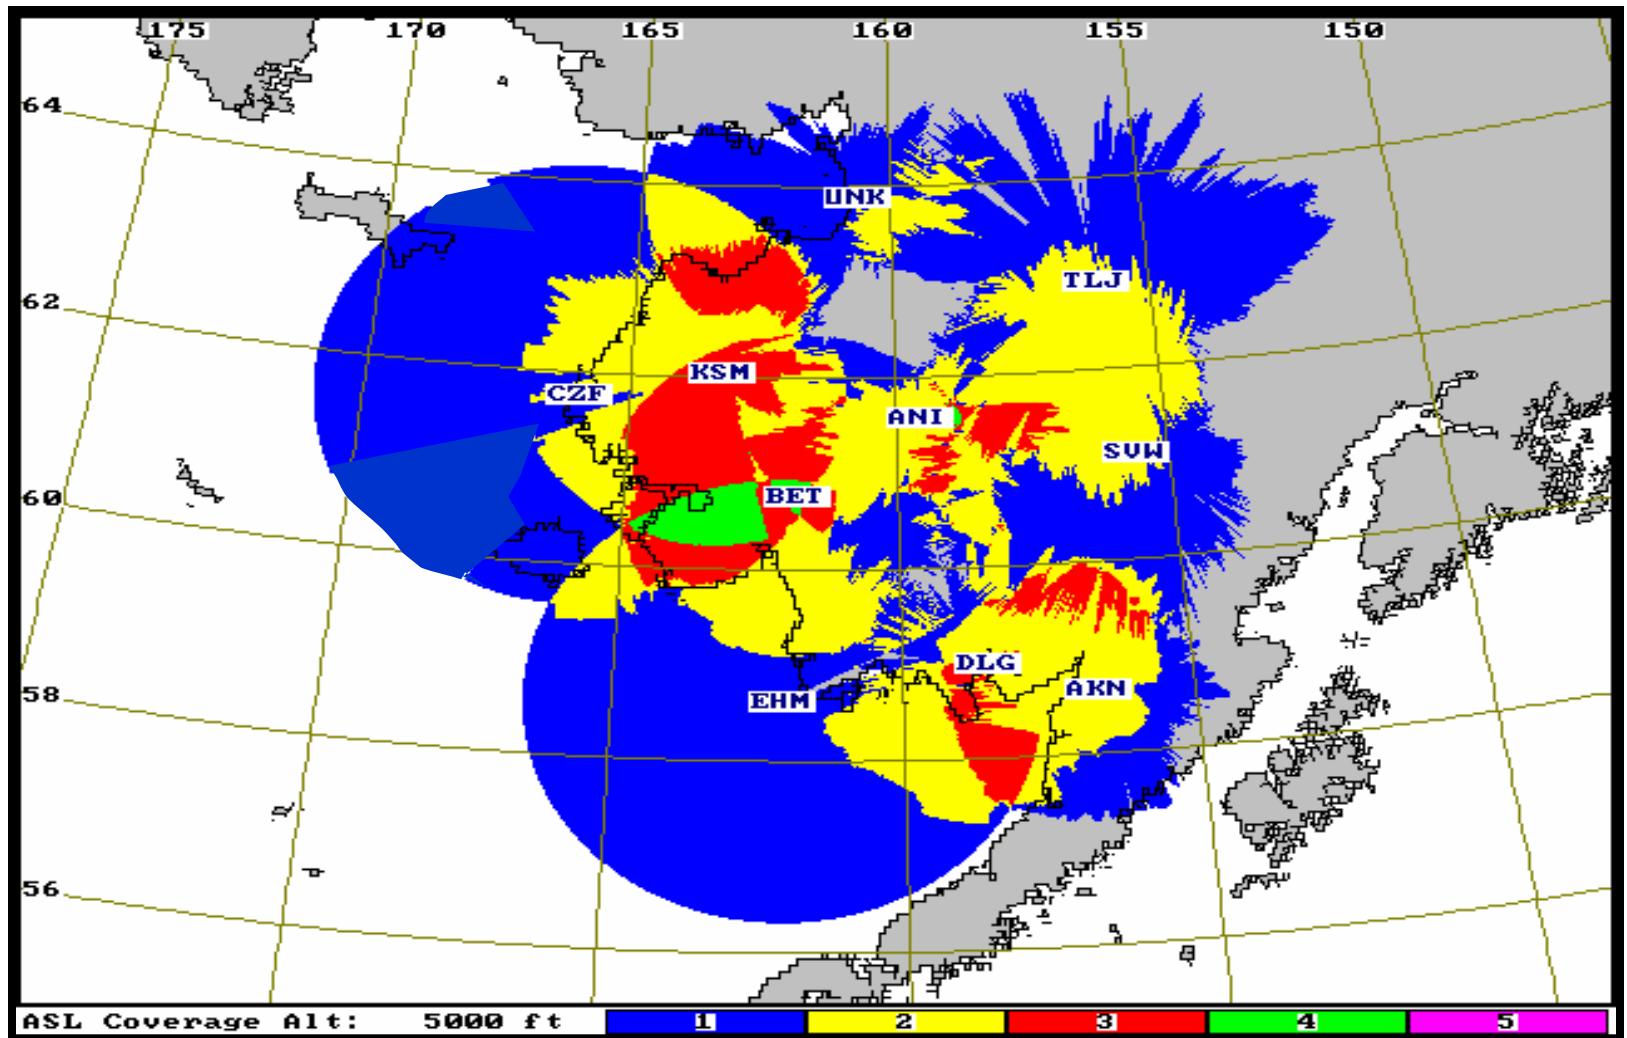 175 170 165 160 155 150
64
UNK
TLJ
62
KSM
CZF
ANI
SVW
60
BET
DLG
58
AKN
EHM
56
ASL Coverage Alt: 5000 ft 1 2 3 4 5